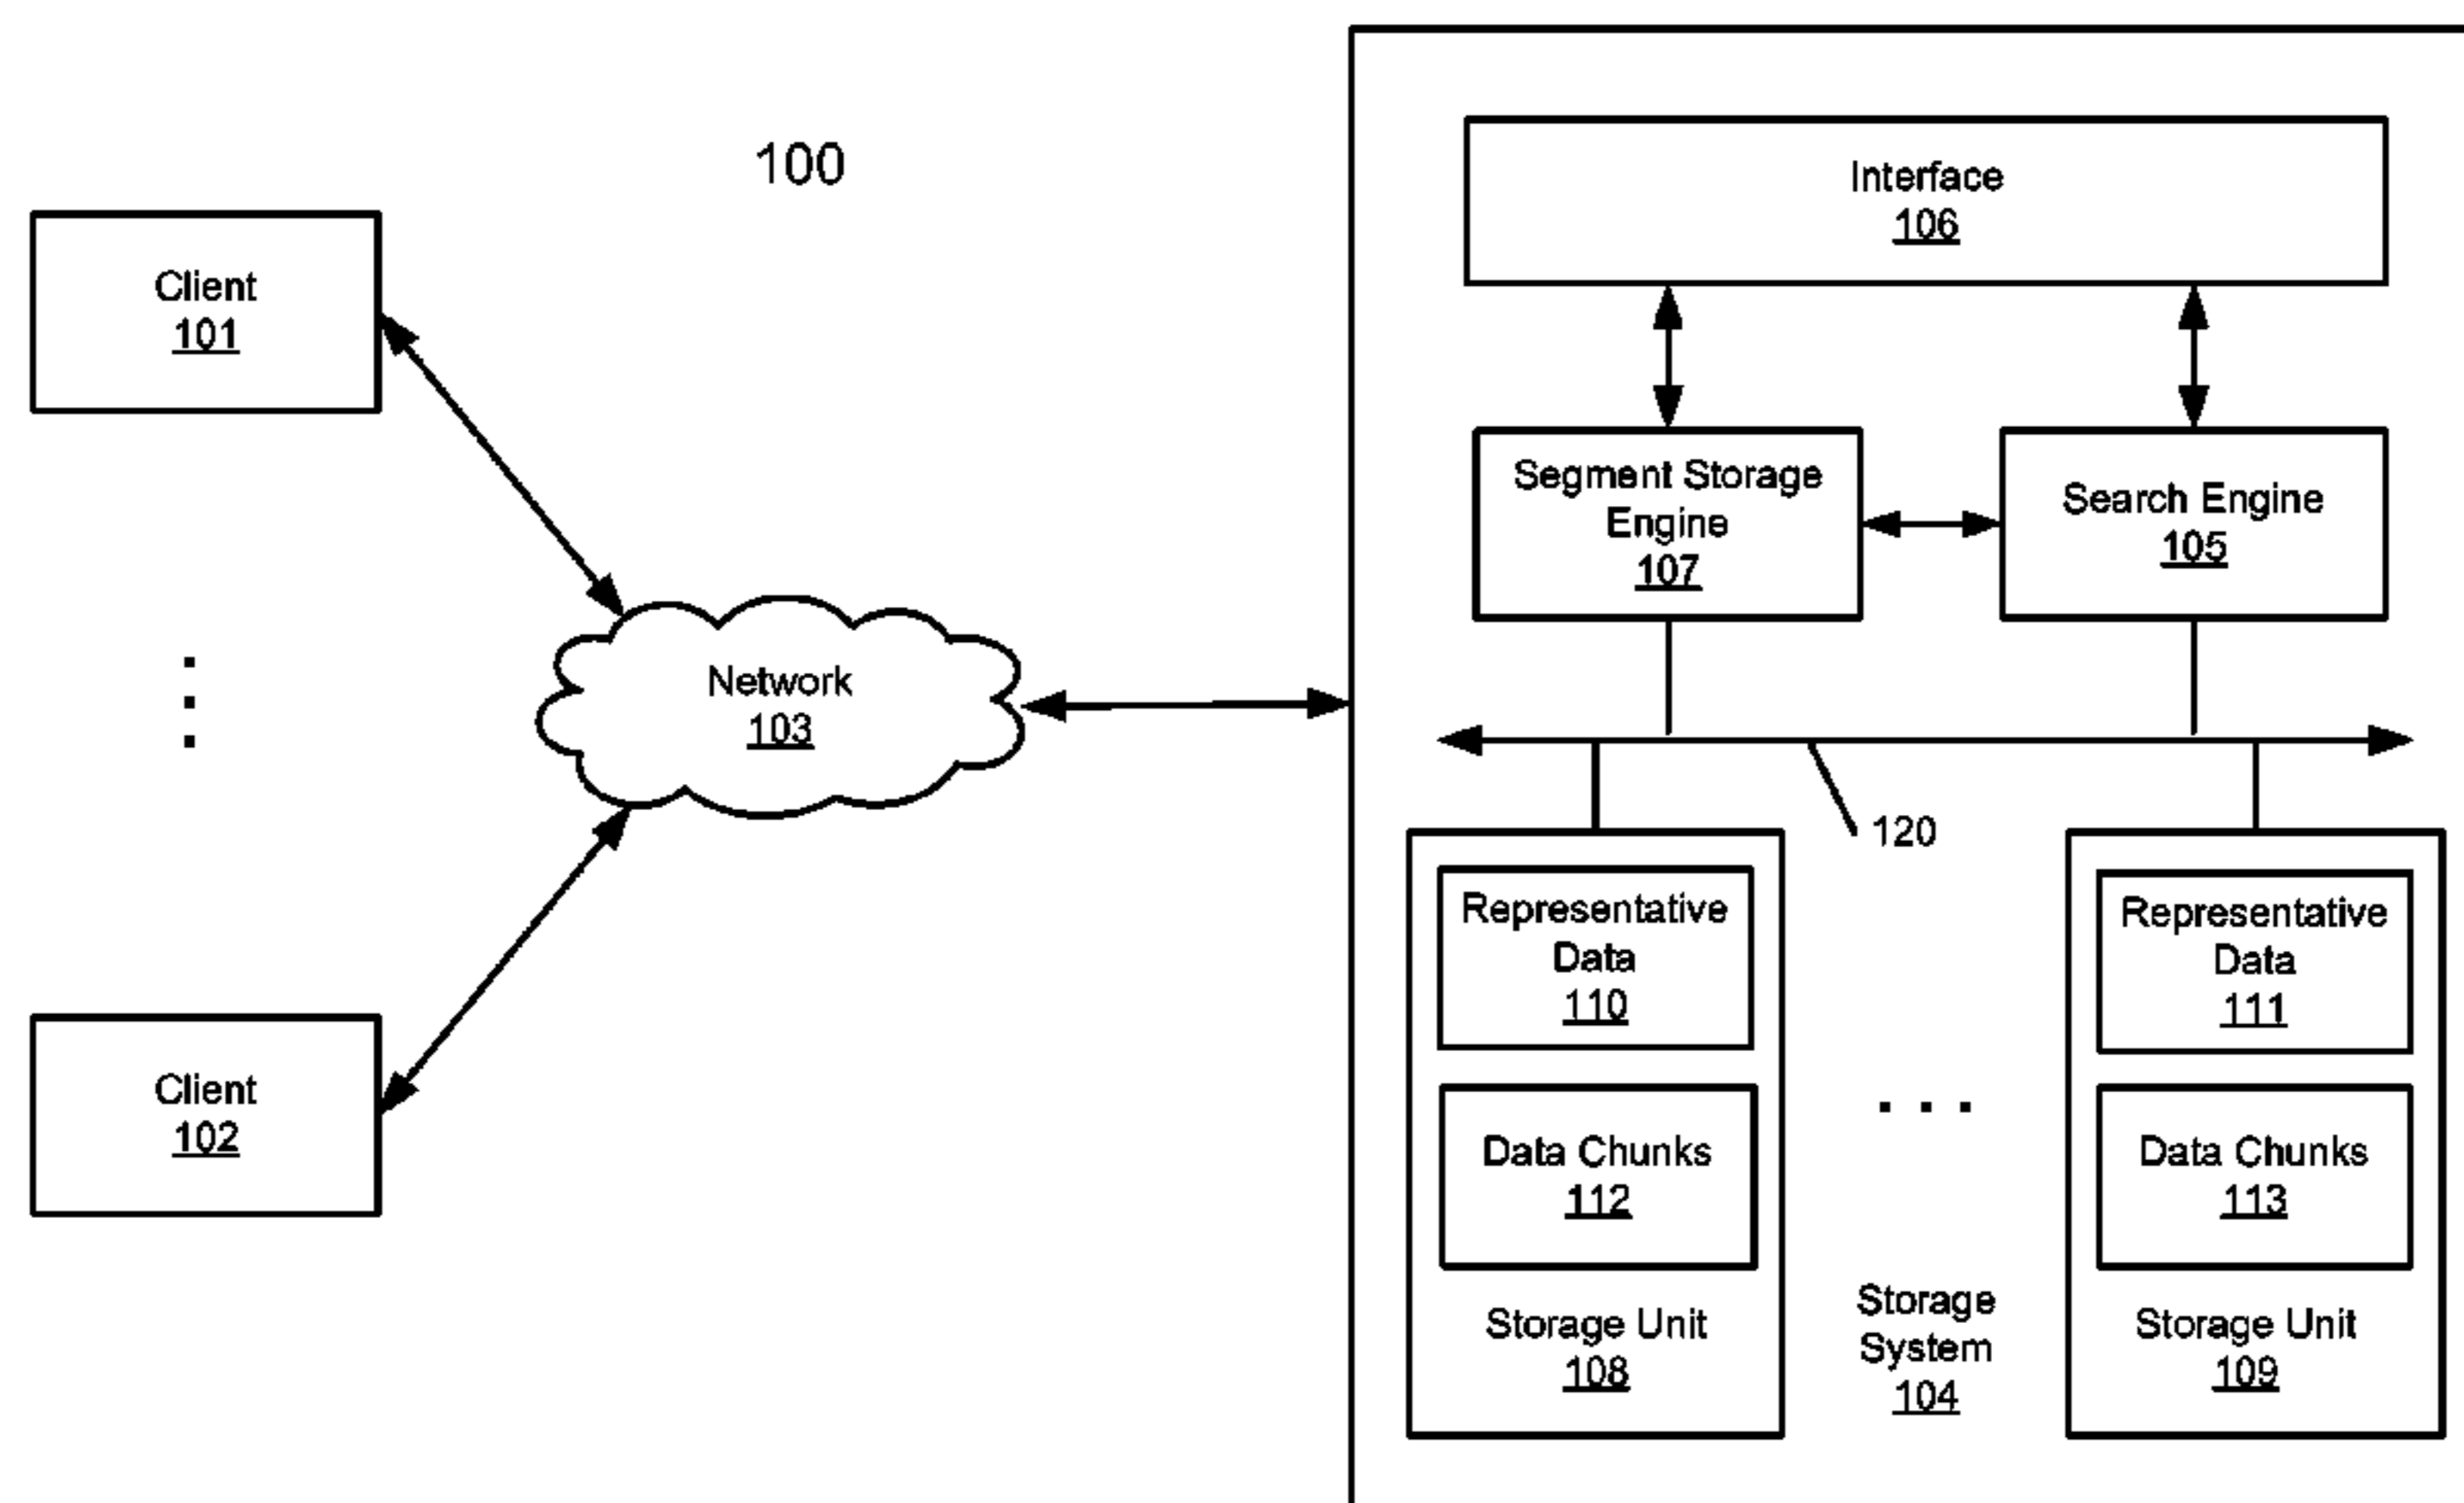 100
Client
101
Client
102
Network
103
Interface
106
Segment Storage
Engine
107
Search Engine
105
120
Representative
Data
110
Data Chunks
112
Storage Unit
108
. . .
Storage
System
104
Representative
Data
111
Data Chunks
113
Storage Unit
109